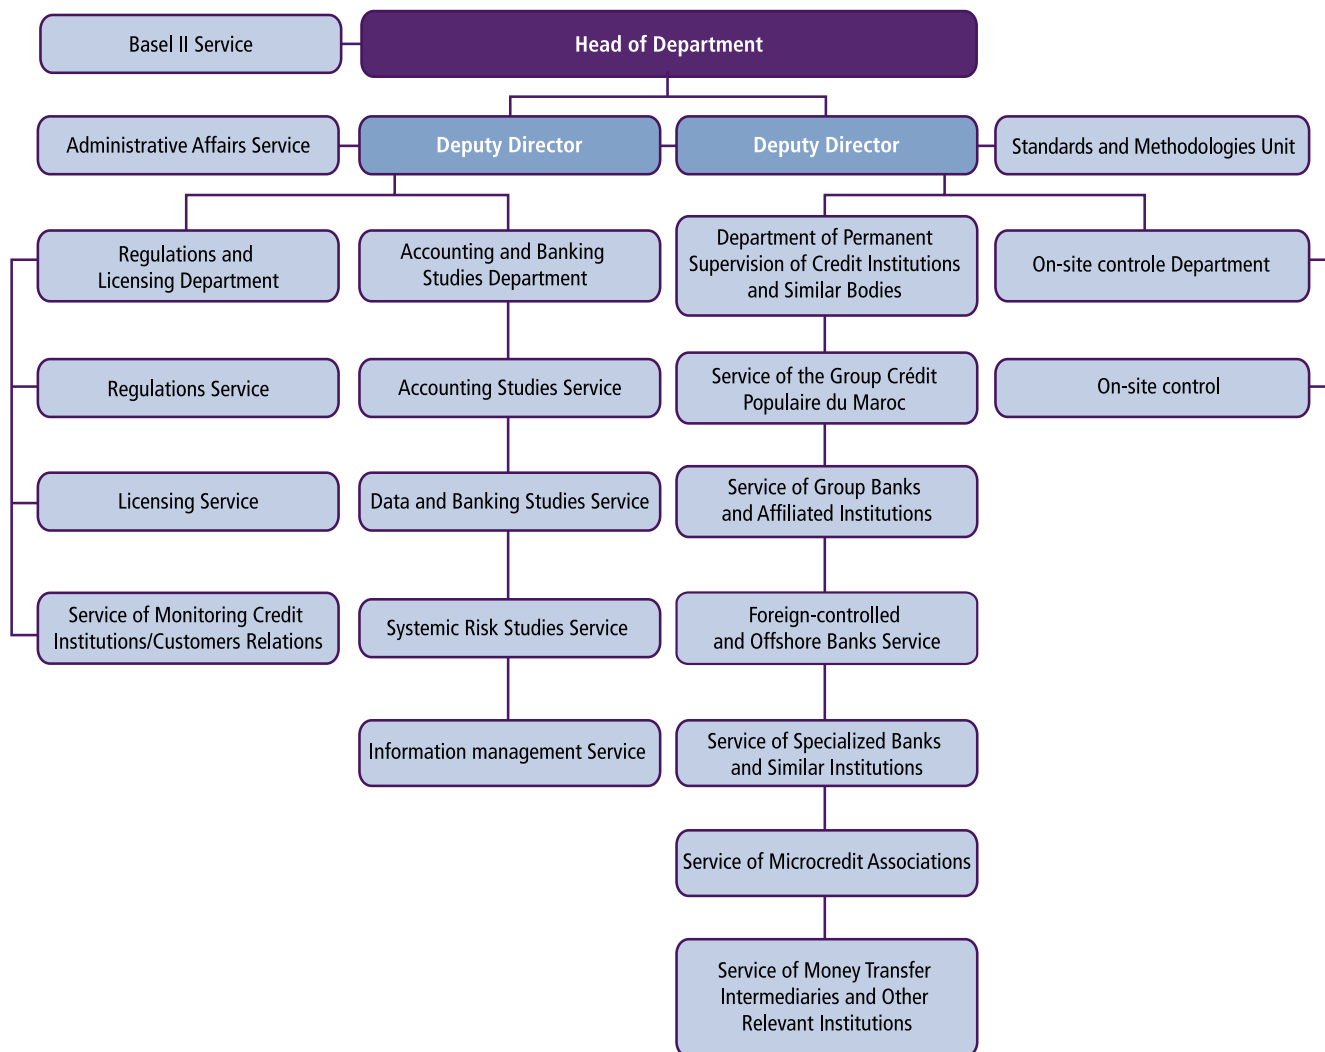 Basel II Service
Head of Department
Administrative Affairs Service
Deputy Director
Deputy Director
Standards and Methodologies Unit
Regulations and
Licensing Department
Accounting and Banking
Studies Department
Department of Permanent
Supervision of Credit Institutions
and Similar Bodies
On-site controle Department
Regulations Service
Accounting Studies Service
Service of the Group Crédit
Populaire du Maroc
On-site control
Licensing Service
Data and Banking Studies Service
Service of Group Banks
and Affiliated Institutions
Service of Monitoring Credit
Institutions/Customers Relations
Systemic Risk Studies Service
Foreign-controlled
and Offshore Banks Service
Information management Service
Service of Specialized Banks
and Similar Institutions
Service of Microcredit Associations
Service of Money Transfer
Intermediaries and Other
Relevant Institutions